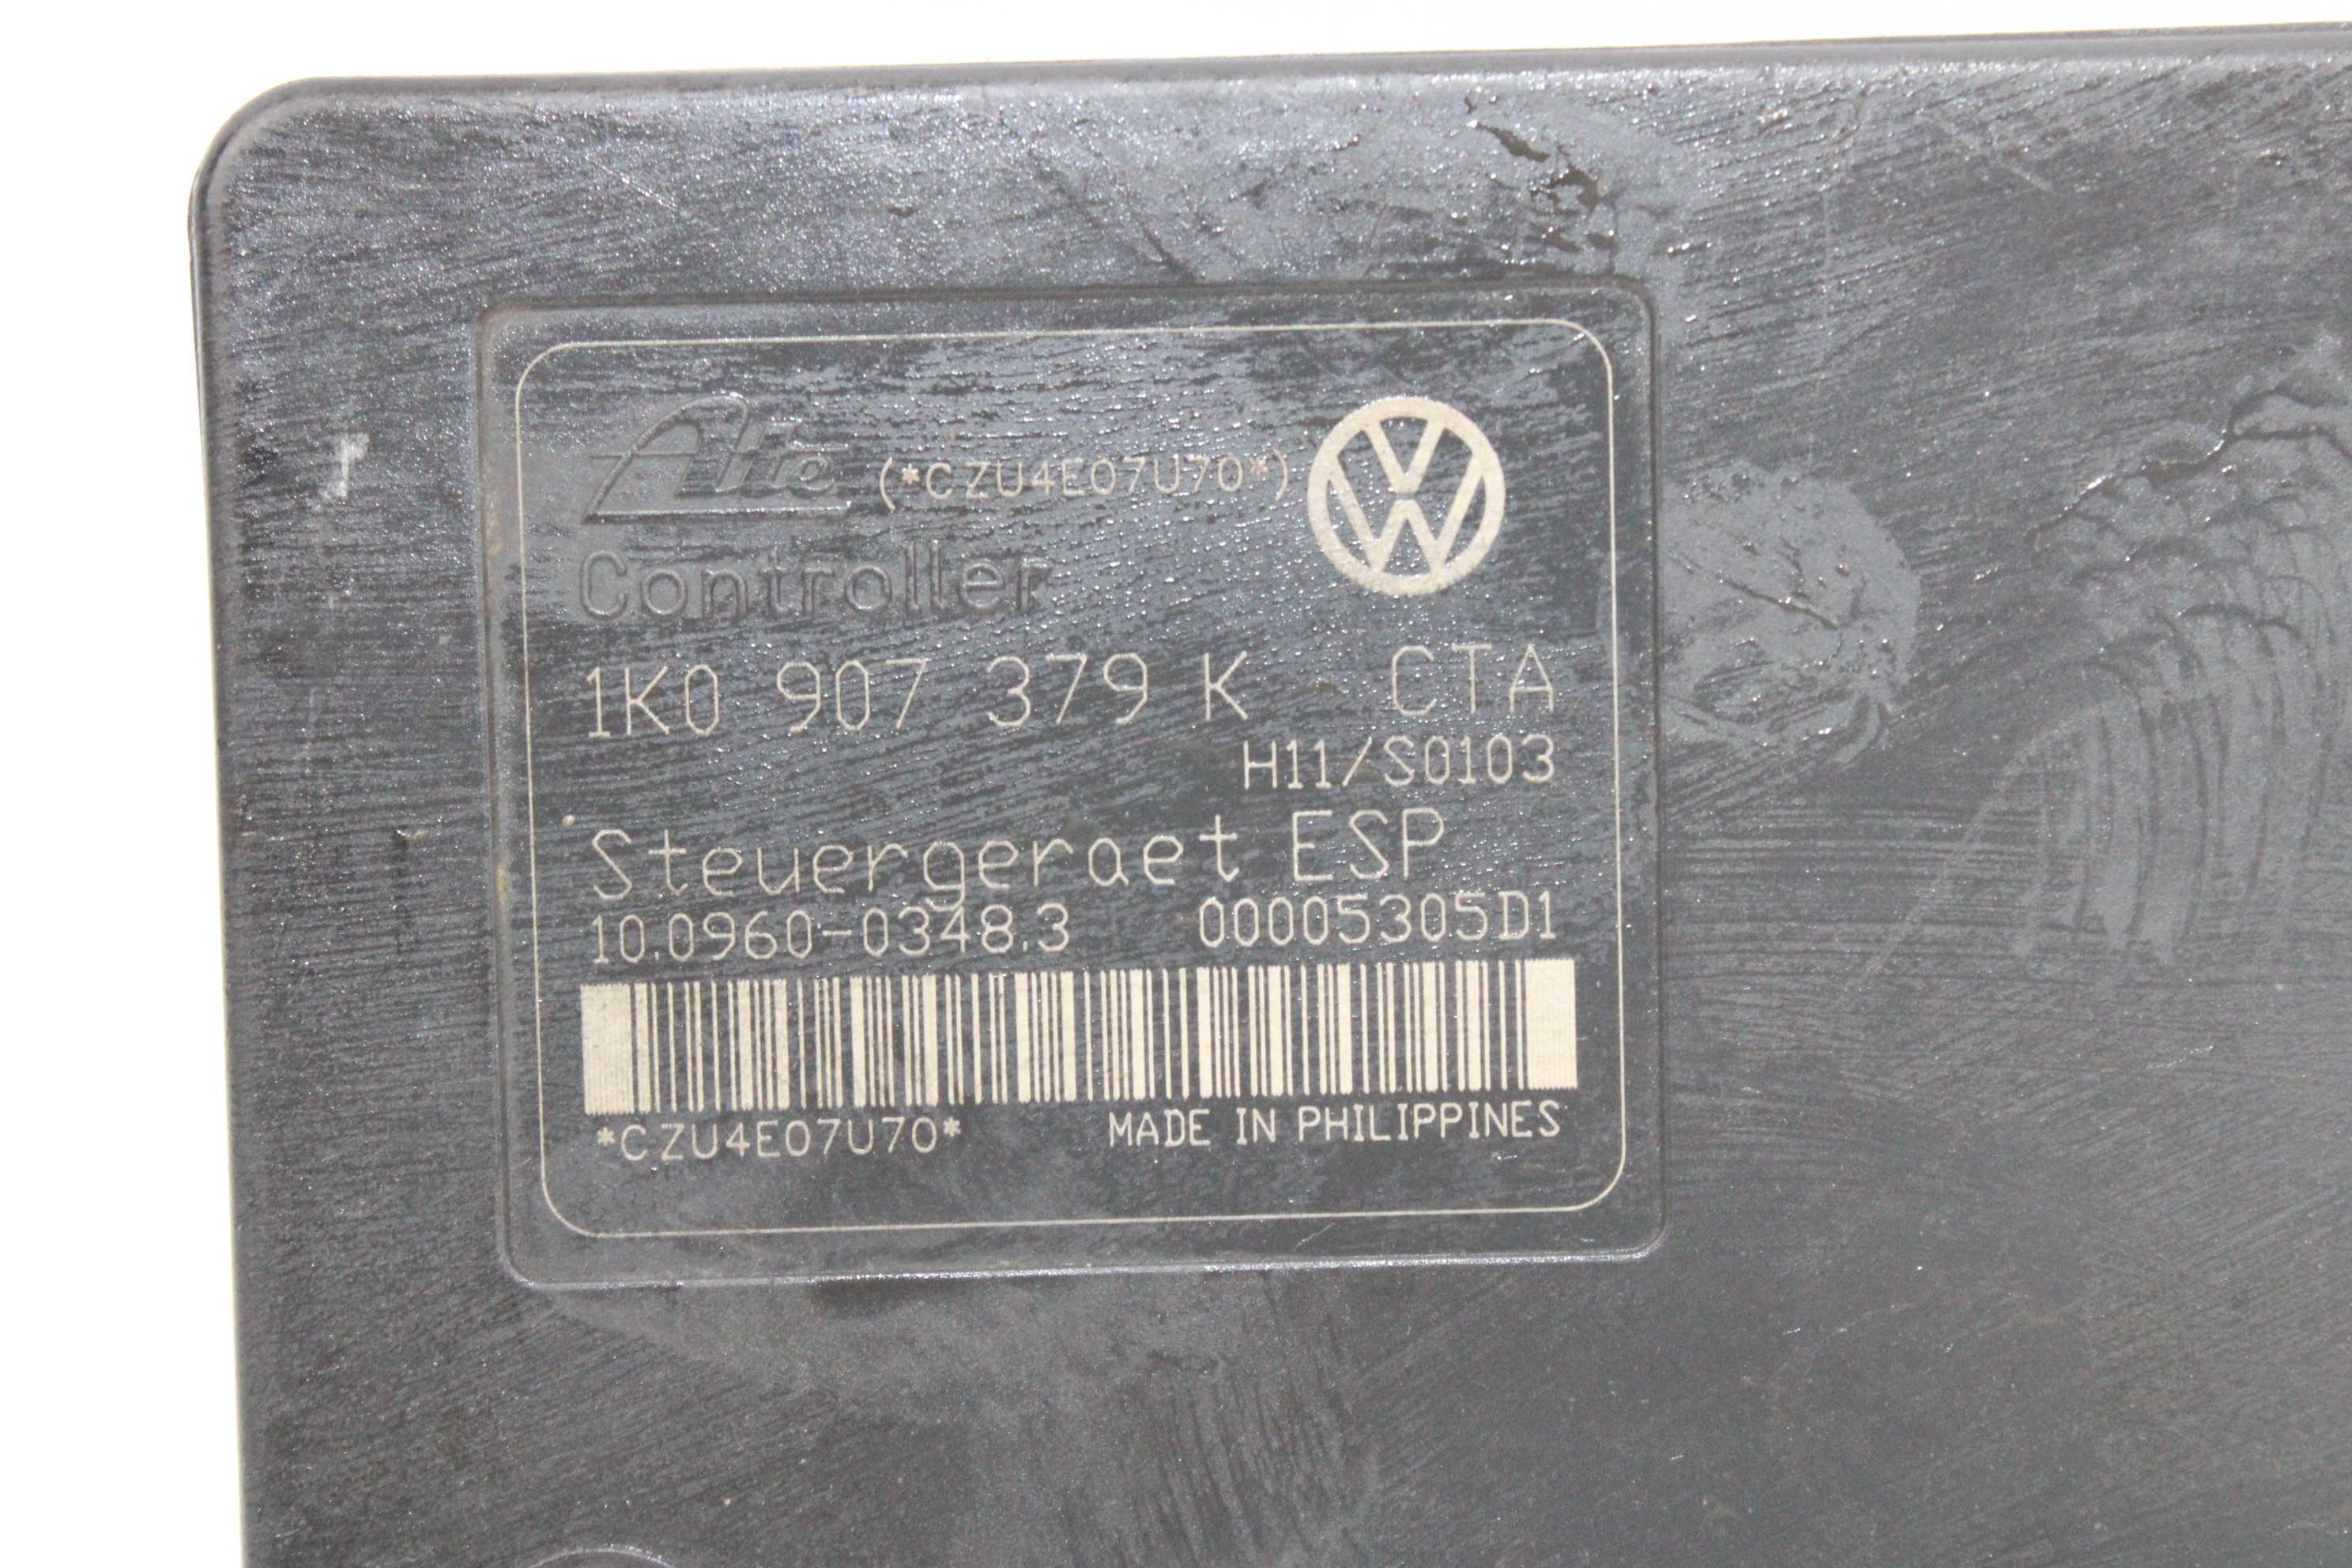 Ate (*CZU4E07U70*)
Controller
1K0 907 379 K CTA
H11/S0103
Steuergeraet ESP
10.0960-0348.3 00005305D1
*CZU4E07U70* MADE IN PHILIPPINES